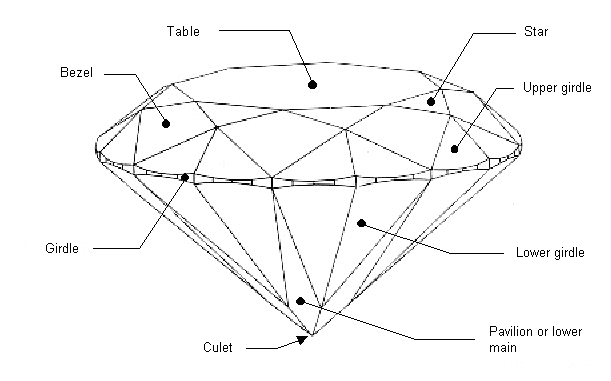 Table
Star
Bezel
Upper girdle
Girdle
Lower girdle
Pavilion or lower
main
Culet